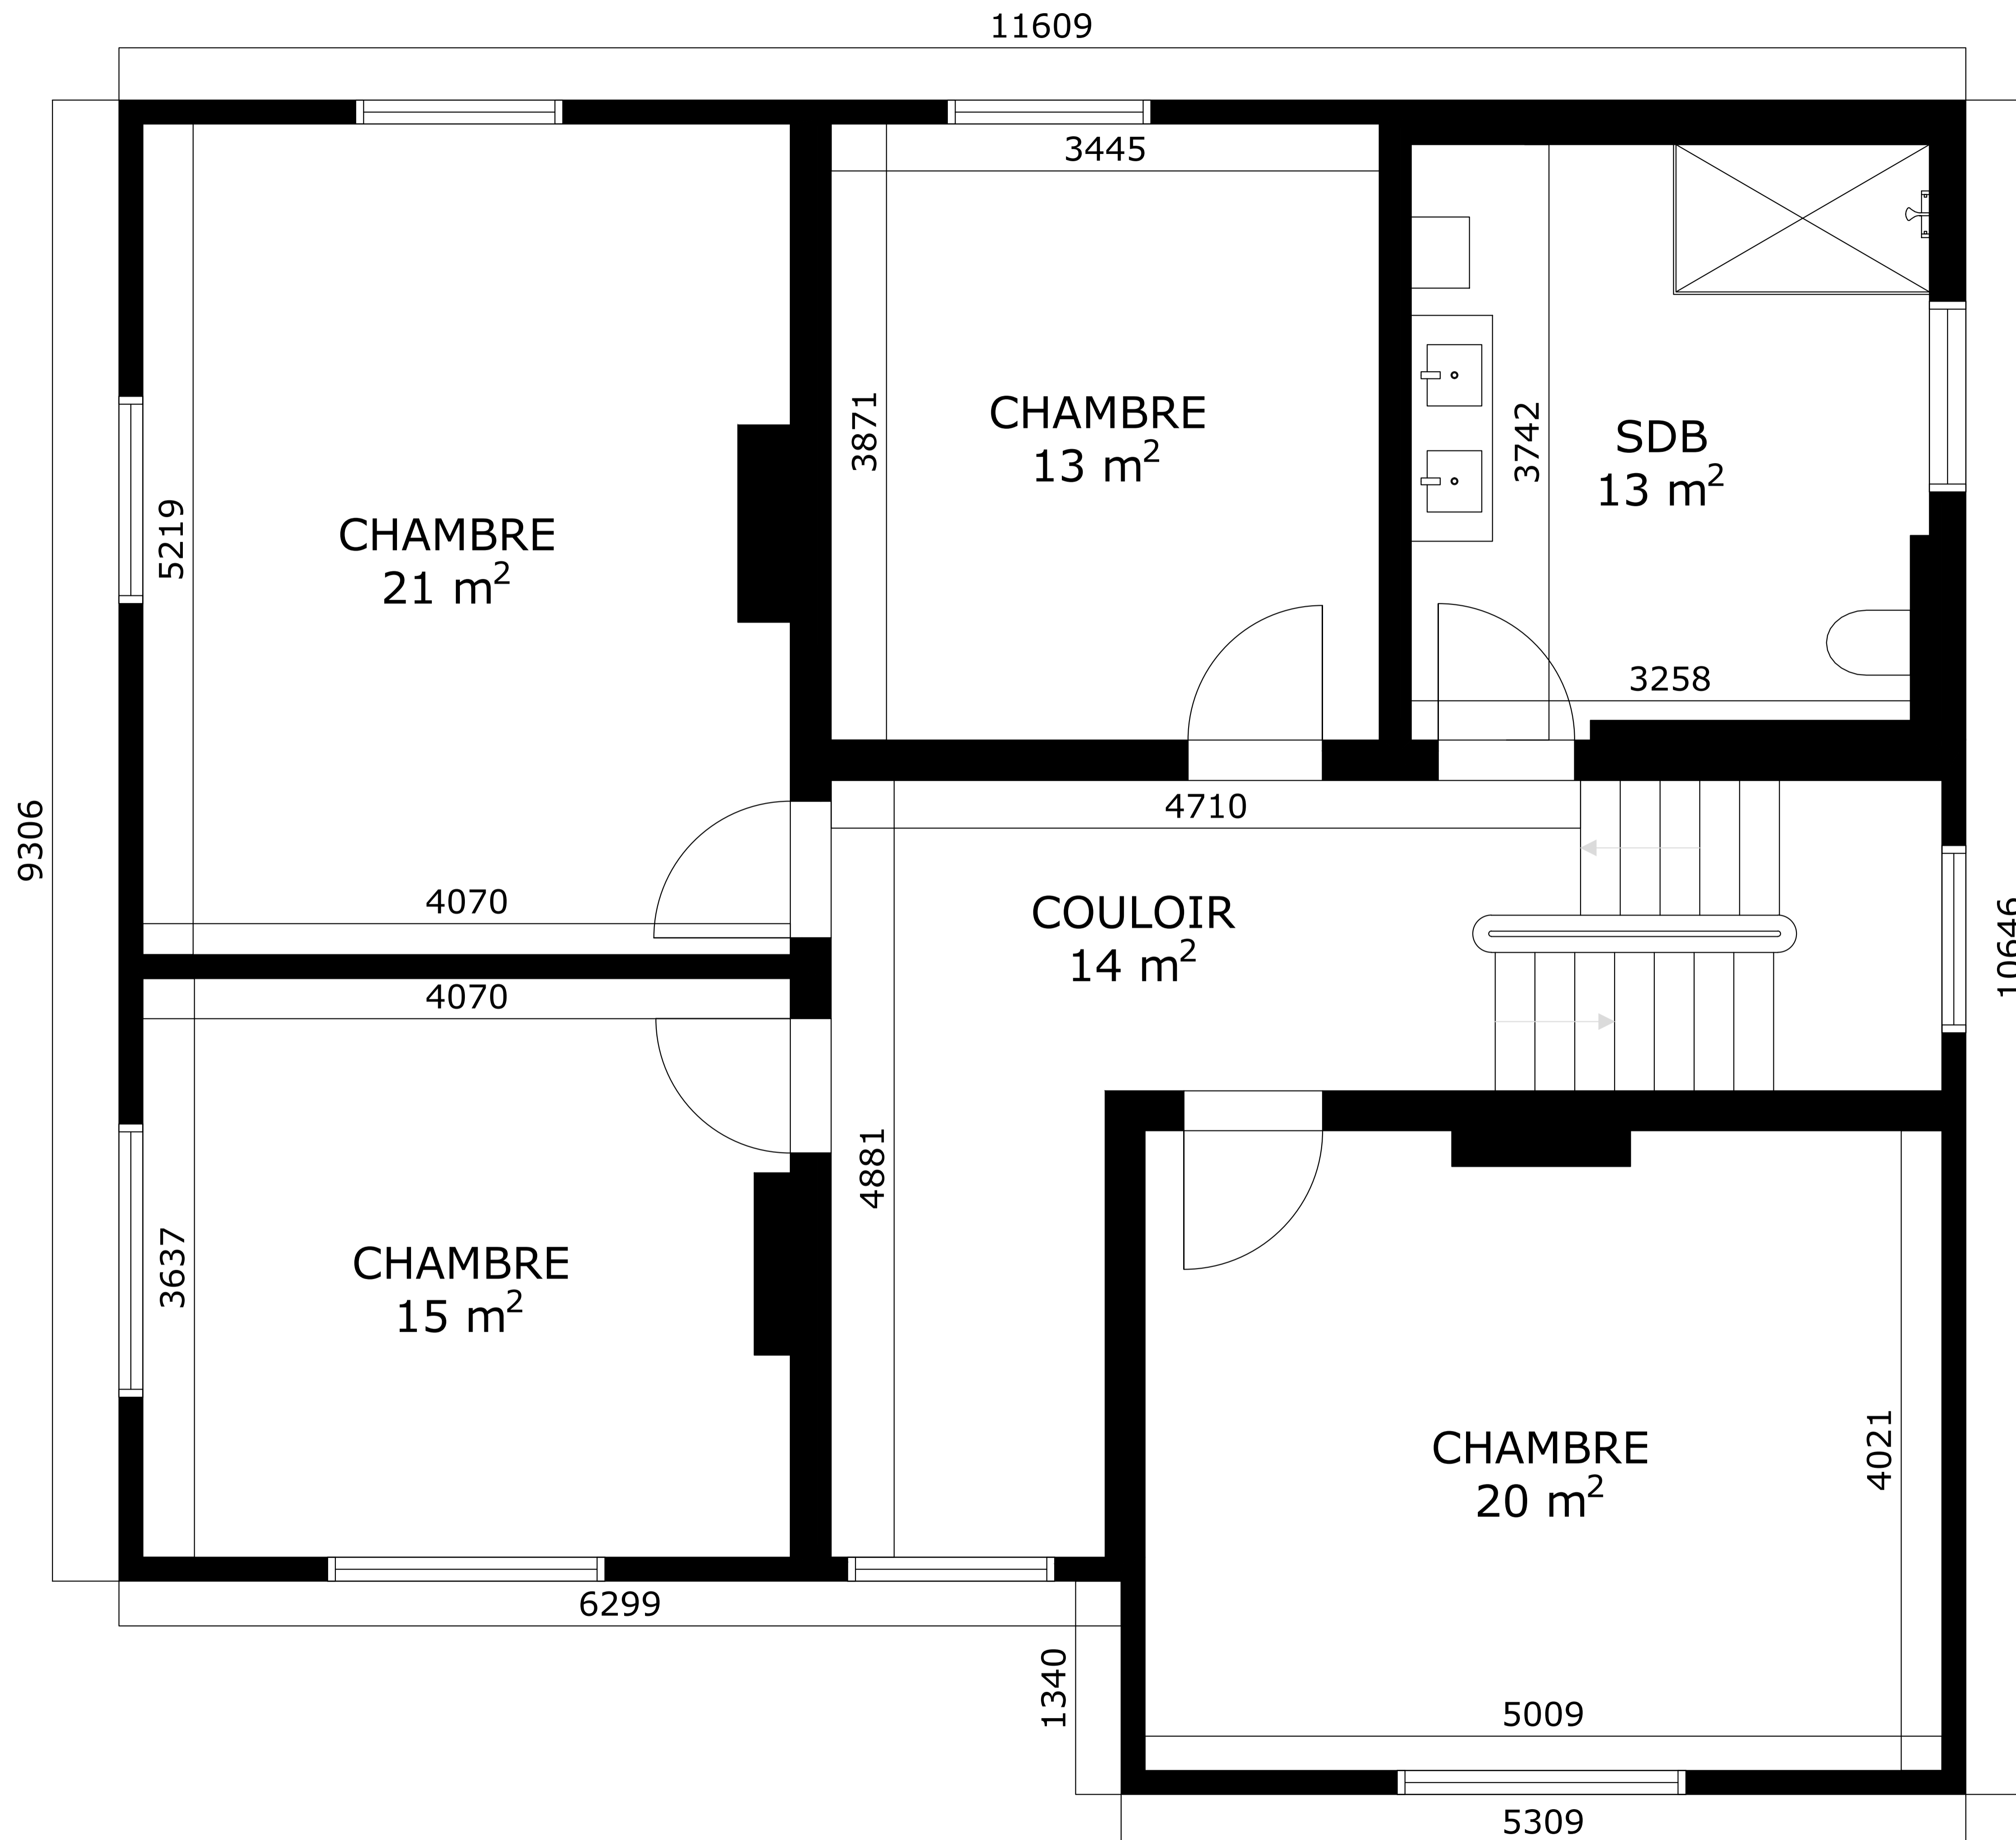 11609
3445
CHAMBRE
13 m²
3871
3742
SDB
13 m²
CHAMBRE
21 m²
5219
3258
9306
4710
4070
COULOIR
14 m²
10646
4070
4881
CHAMBRE
15 m²
3637
CHAMBRE
20 m²
4021
6299
1340
5009
5309